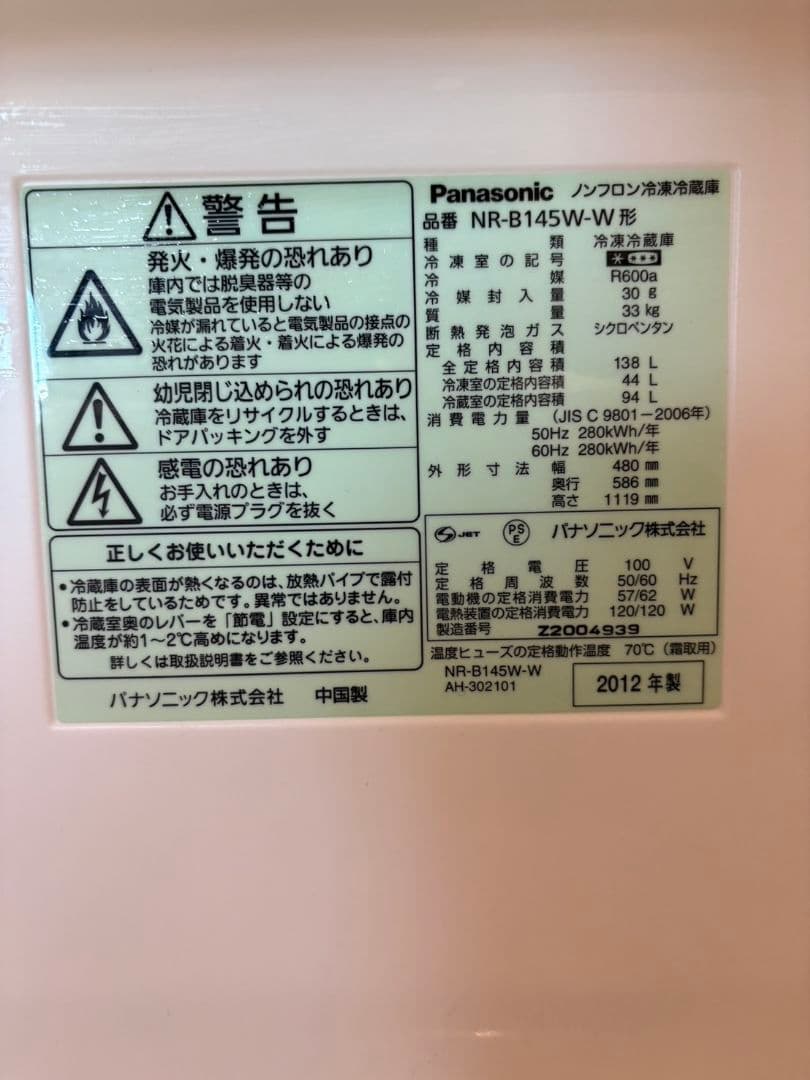 警告
発火・爆発の恐れあり
庫内では脱臭器等の
電気製品を使用しない
冷媒が漏れていると電気製品の接点の
火花による着火・着火による爆発の
恐れがあります
幼児閉じ込められの恐れあり
冷蔵庫をリサイクルするときは、
ドアパッキングを外す
感電の恐れあり
お手入れのときは、
必ず電源プラグを抜く
正しくお使いいただくために
・冷蔵庫の表面が熱くなるのは、放熱パイプで露付
防止をしているためです。異常ではありません。
・冷蔵室奥のレバーを「節電」設定にすると、庫内
温度が約1〜2℃高めになります。
詳しくは取扱説明書をご参照ください。
パナソニック株式会社 中国製
Panasonic ノンフロン冷凍冷蔵庫
品番 NR-B145W-W形
種類 冷凍冷蔵庫
冷凍室の記号 ****
冷媒 R600a
冷媒封入量 30 g
質量 33 kg
断熱発泡ガス シクロペンタン
定格内容積
全定格内容積 138 L
冷凍室の定格内容積 44 L
冷蔵室の定格内容積 94 L
消費電力量 (JIS C 9801-2006年)
50Hz 280kWh/年
60Hz 280kWh/年
外形寸法 幅 480 mm
奥行 586 mm
高さ 1119 mm
S JET PS E パナソニック株式会社
定格電圧 100 V
定格周波数 50/60 Hz
電動機の定格消費電力 57/62 W
電熱装置の定格消費電力 120/120 W
製造番号 Z2004939
温度ヒューズの定格動作温度 70℃(霜取用)
NR-B145W-W
AH-302101
2012 年製